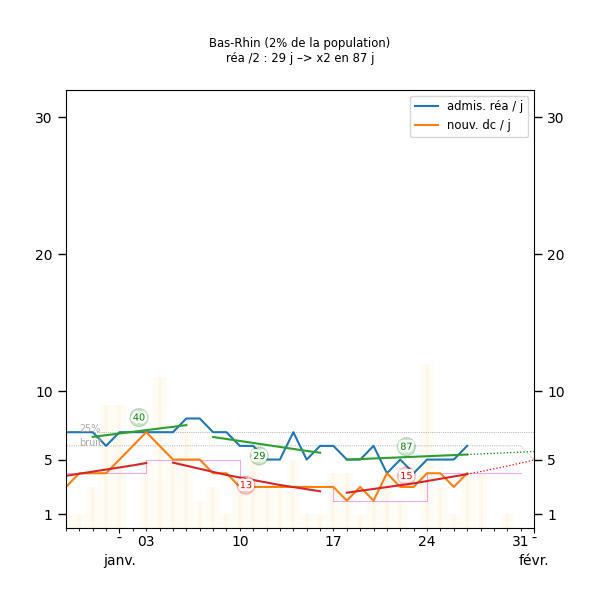 Bas-Rhin (2% de la population)
réa /2 : 29 j –> x2 en 87 j
admis. réa / j
nouv. dc / j
30
30
20
20
10
10
5
5
1
1
25%
bruit
40
29
13
87
15
- 03 10 17 24 31 -
janv. févr.